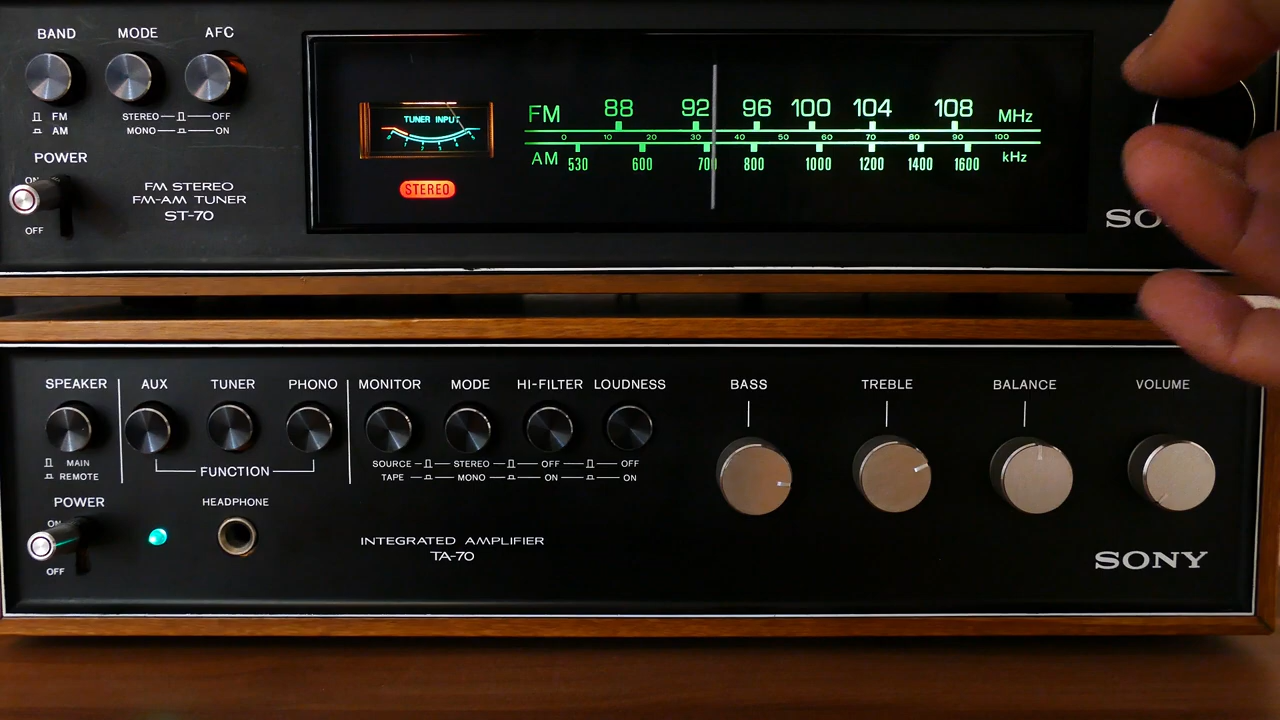 BAND MODE AFC
FM STEREO OFF
AM MONO ON
POWER
ON
OFF
FM STEREO
FM-AM TUNER
ST-70
TUNER INPUT
STEREO
FM 88 92 96 100 104 108 MHz
0 10 20 30 40 50 60 70 80 90 100
AM 530 600 700 800 1000 1200 1400 1600 kHz
SPEAKER AUX TUNER PHONO MONITOR MODE HI-FILTER LOUDNESS BASS TREBLE BALANCE VOLUME
MAIN
REMOTE
FUNCTION
SOURCE STEREO OFF OFF
TAPE MONO ON ON
POWER
ON
OFF
HEADPHONE
INTEGRATED AMPLIFIER
TA-70
SONY